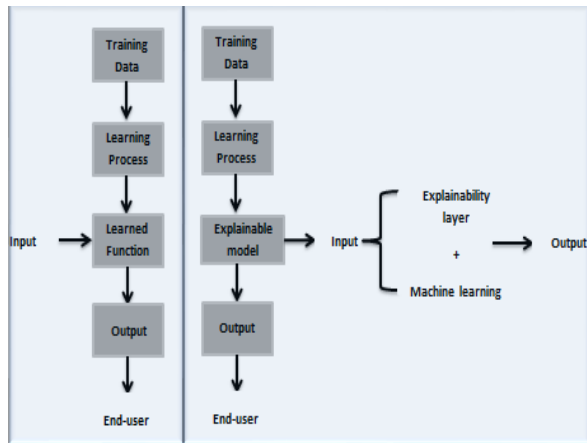 Training
Data
Learning
Process
Input
Learned
Function
Output
End-user
Training
Data
Learning
Process
Explainable
model
Output
End-user
Input
Explainability
layer
+
Machine learning
Output